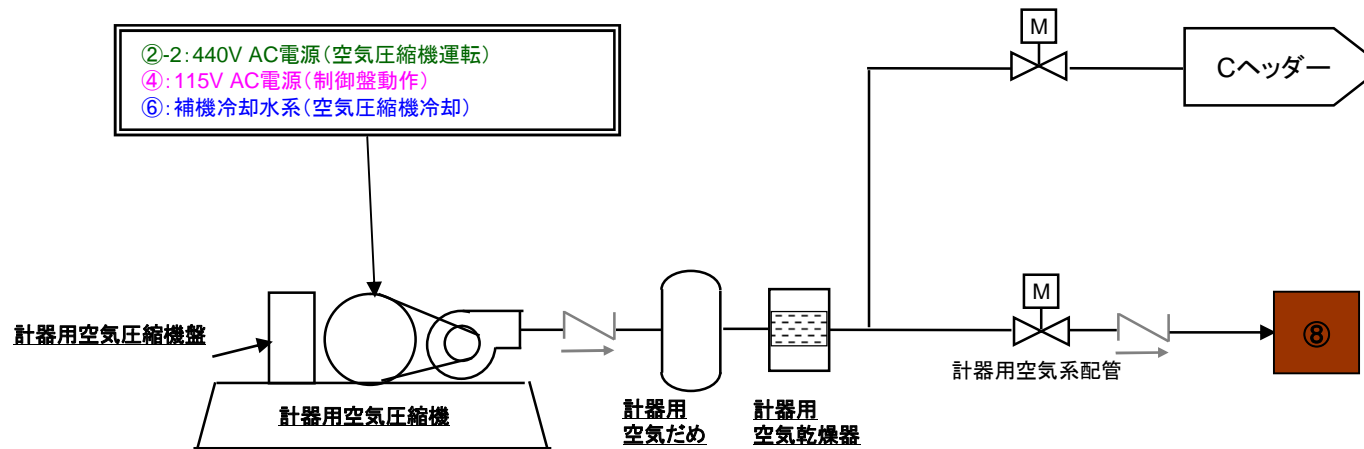 ②-2:440V AC電源(空気圧縮機運転)
④:115V AC電源(制御盤動作)
⑥:補機冷却水系(空気圧縮機冷却)
M
Cヘッダー
M
⑧
計器用空気圧縮機盤
計器用空気系配管
計器用空気圧縮機
計器用
空気だめ
計器用
空気乾燥器